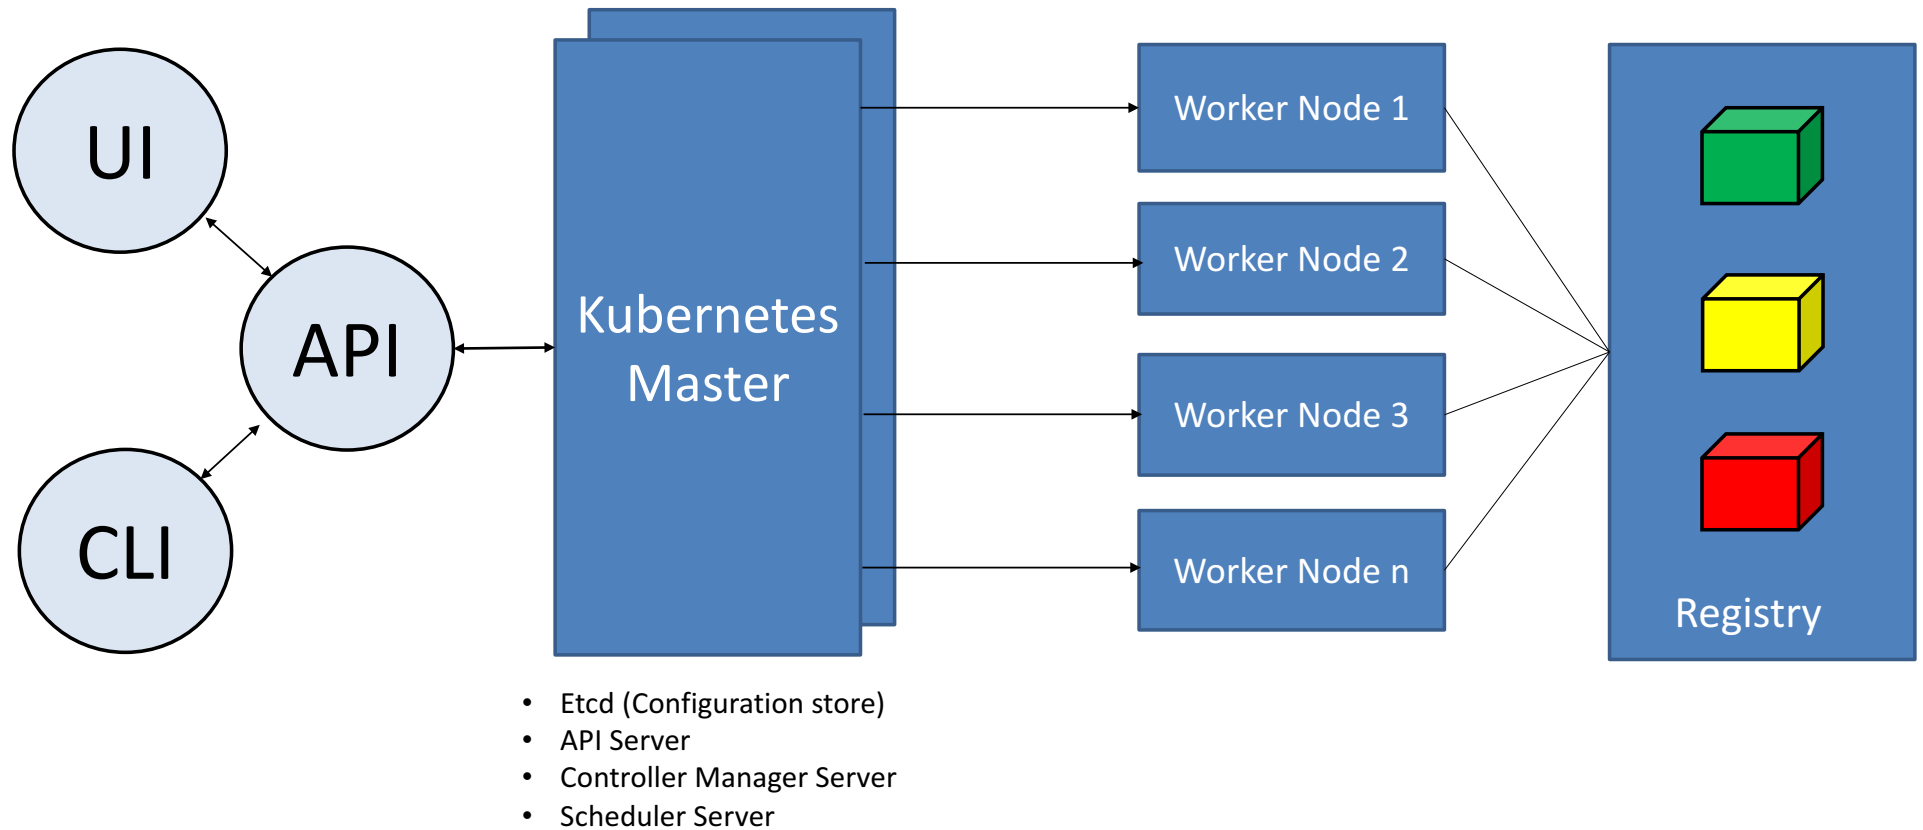 UI
API
CLI
Kubernetes
Master
Worker Node 1
Worker Node 2
Worker Node 3
Worker Node n
Registry
• Etcd (Configuration store)
• API Server
• Controller Manager Server
• Scheduler Server